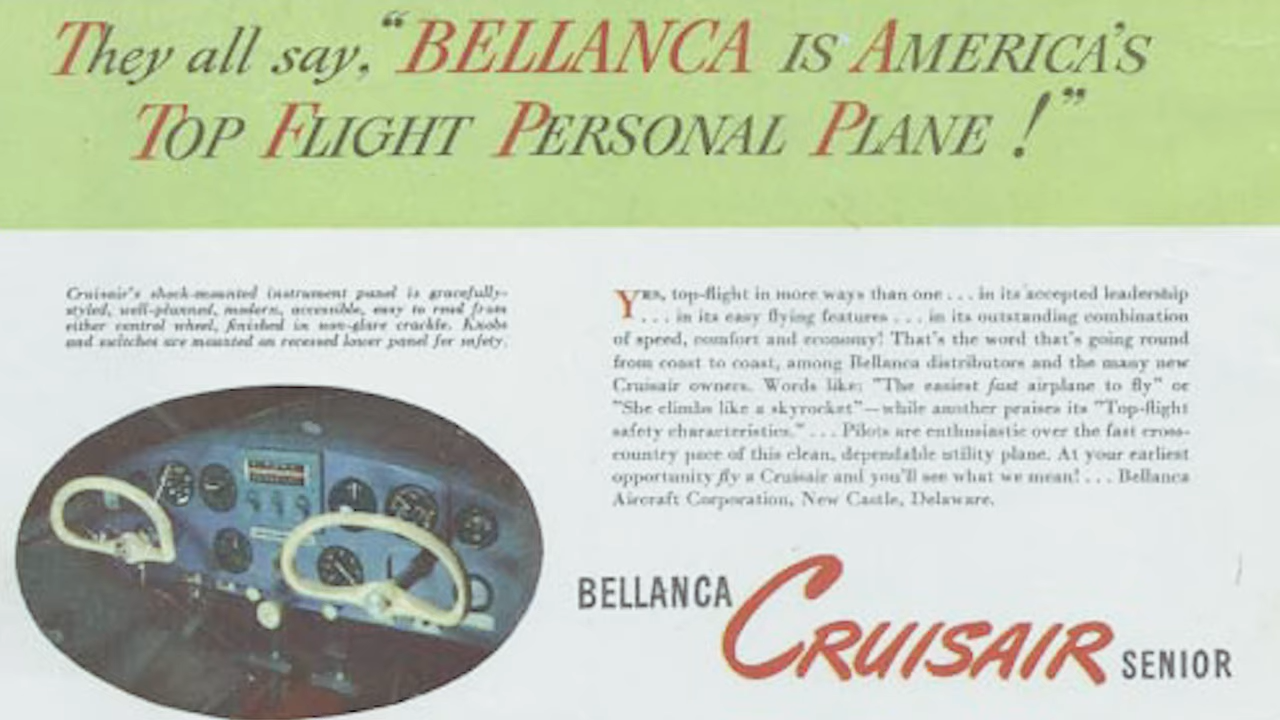 They all say, “BELLANCA IS AMERICA'S
TOP FLIGHT PERSONAL PLANE!”
Cruisair's shock-mounted instrument panel is gracefully-
styled, well-planned, modern, accessible, easy to read from
either control wheel, finished in non-glare crackle. Knobs
and switches are mounted on recessed lower panel for safety.
YES, top-flight in more ways than one . . . in its accepted leadership
. . . in its easy flying features . . . in its outstanding combination
of speed, comfort and economy! That's the word that's going round
from coast to coast, among Bellanca distributors and the many new
Cruisair owners. Words like: "The easiest fast airplane to fly" or
"She climbs like a skyrocket"—while another praises its "Top-flight
safety characteristics." . . . Pilots are enthusiastic over the fast cross-
country pace of this clean, dependable utility plane. At your earliest
opportunity fly a Cruisair and you'll see what we mean! . . . Bellanca
Aircraft Corporation, New Castle, Delaware.
BELLANCA CRUISAIR SENIOR